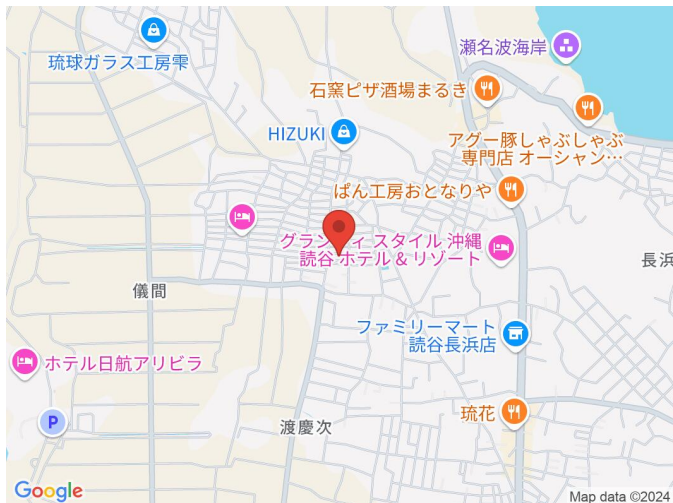 瀬名波海岸
琉球ガラス工房雫
石窯ピザ酒場まるき
HIZUKI
アグー豚しゃぶしゃぶ
専門店 オーシャン…
ぱん工房おとなりや
グランディスタイル 沖縄
読谷 ホテル & リゾート
長浜
儀間
ファミリーマート
読谷長浜店
ホテル日航アリビラ
P
琉花
渡慶次
Google
Map data ©2024